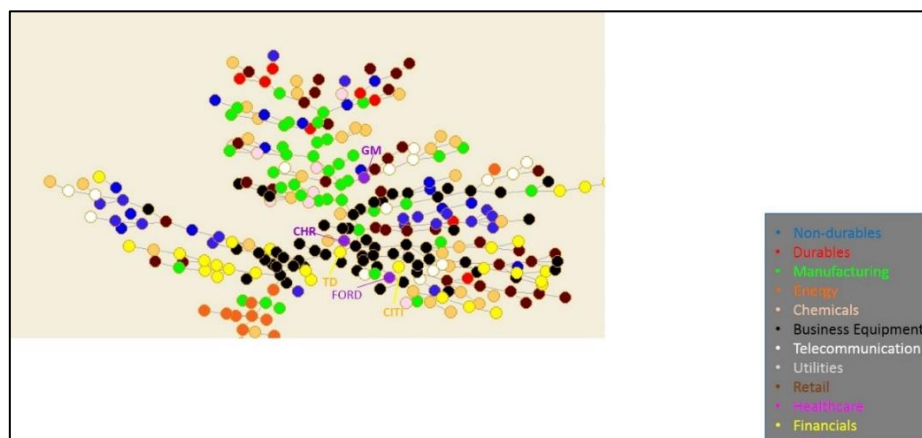 GM
CHR
TD
FORD
CITI
• Non-durables
• Durables
• Manufacturing
• Energy
• Chemicals
• Business Equipment
• Telecommunication
• Utilities
• Retail
• Healthcare
• Financials